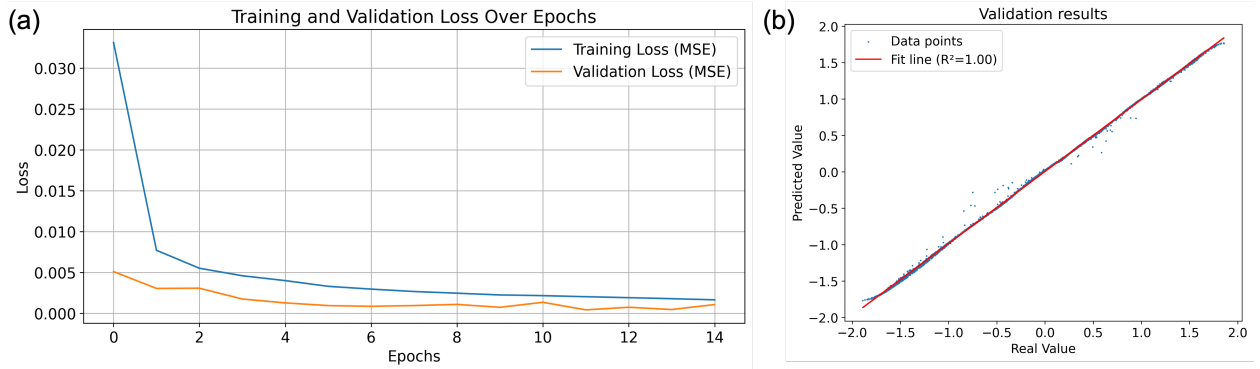 (a)
Training and Validation Loss Over Epochs
Training Loss (MSE)
Validation Loss (MSE)
Loss
0.030
0.025
0.020
0.015
0.010
0.005
0.000
0 2 4 6 8 10 12 14
Epochs
(b)
Validation results
Data points
Fit line (R²=1.00)
Predicted Value
2.0
1.5
1.0
0.5
0.0
−0.5
−1.0
−1.5
−2.0
−2.0 −1.5 −1.0 −0.5 0.0 0.5 1.0 1.5 2.0
Real Value